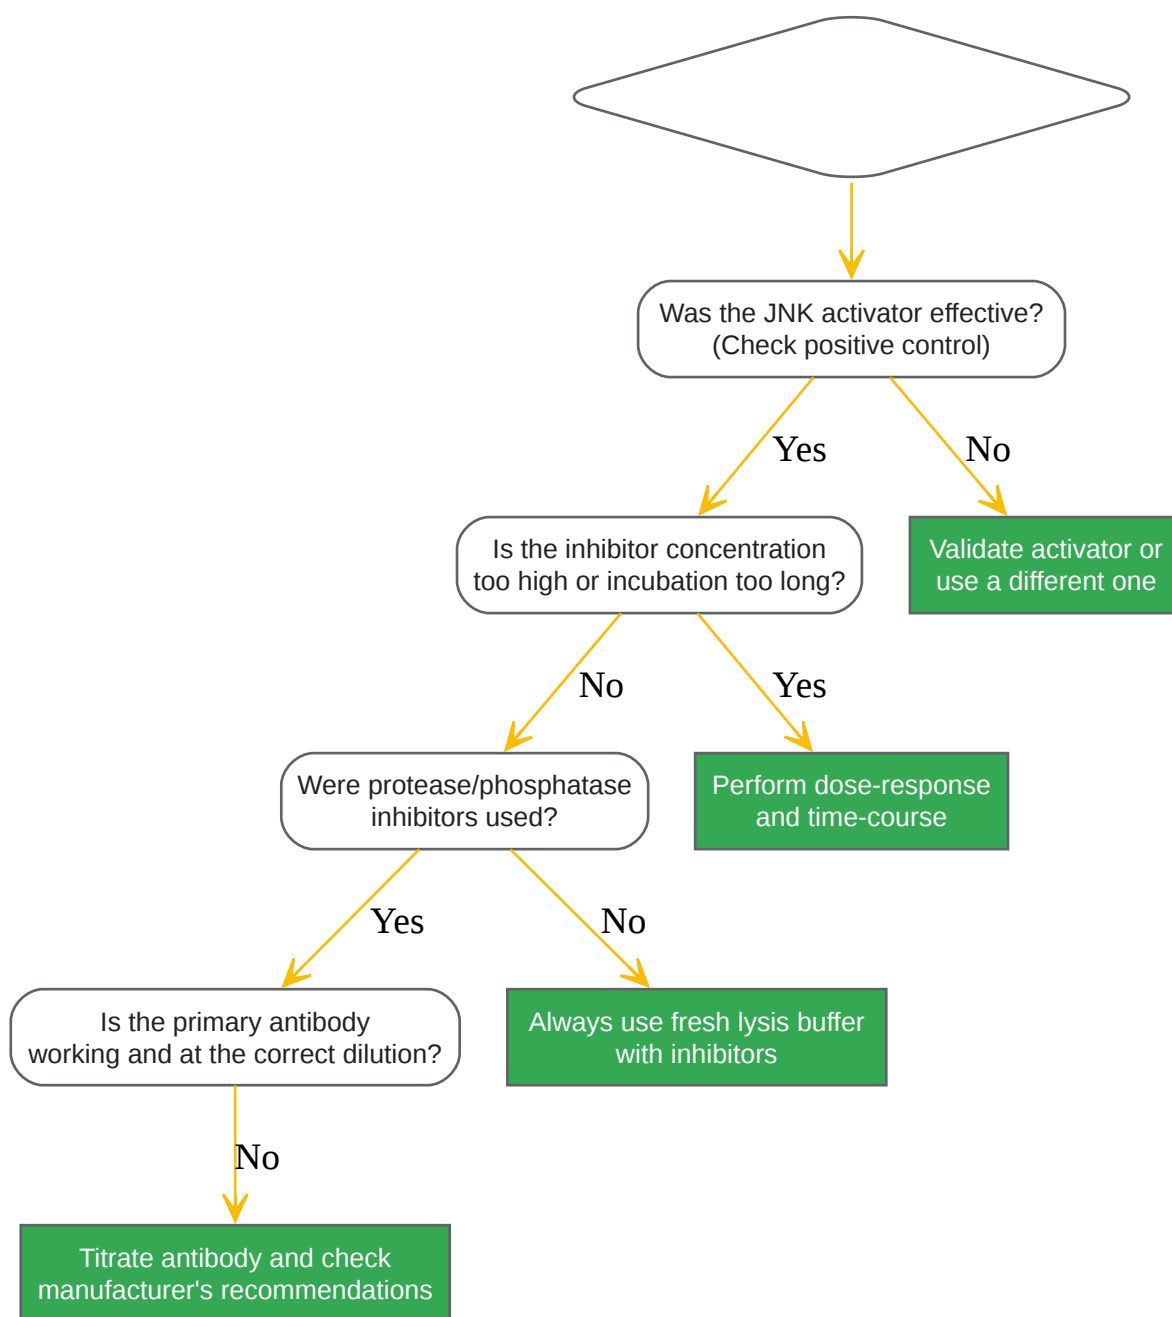 Was the JNK activator effective?
(Check positive control)
Yes
No
Is the inhibitor concentration
too high or incubation too long?
Validate activator or
use a different one
No
Yes
Were protease/phosphatase
inhibitors used?
Perform dose-response
and time-course
Yes
No
Is the primary antibody
working and at the correct dilution?
Always use fresh lysis buffer
with inhibitors
No
Titrate antibody and check
manufacturer's recommendations